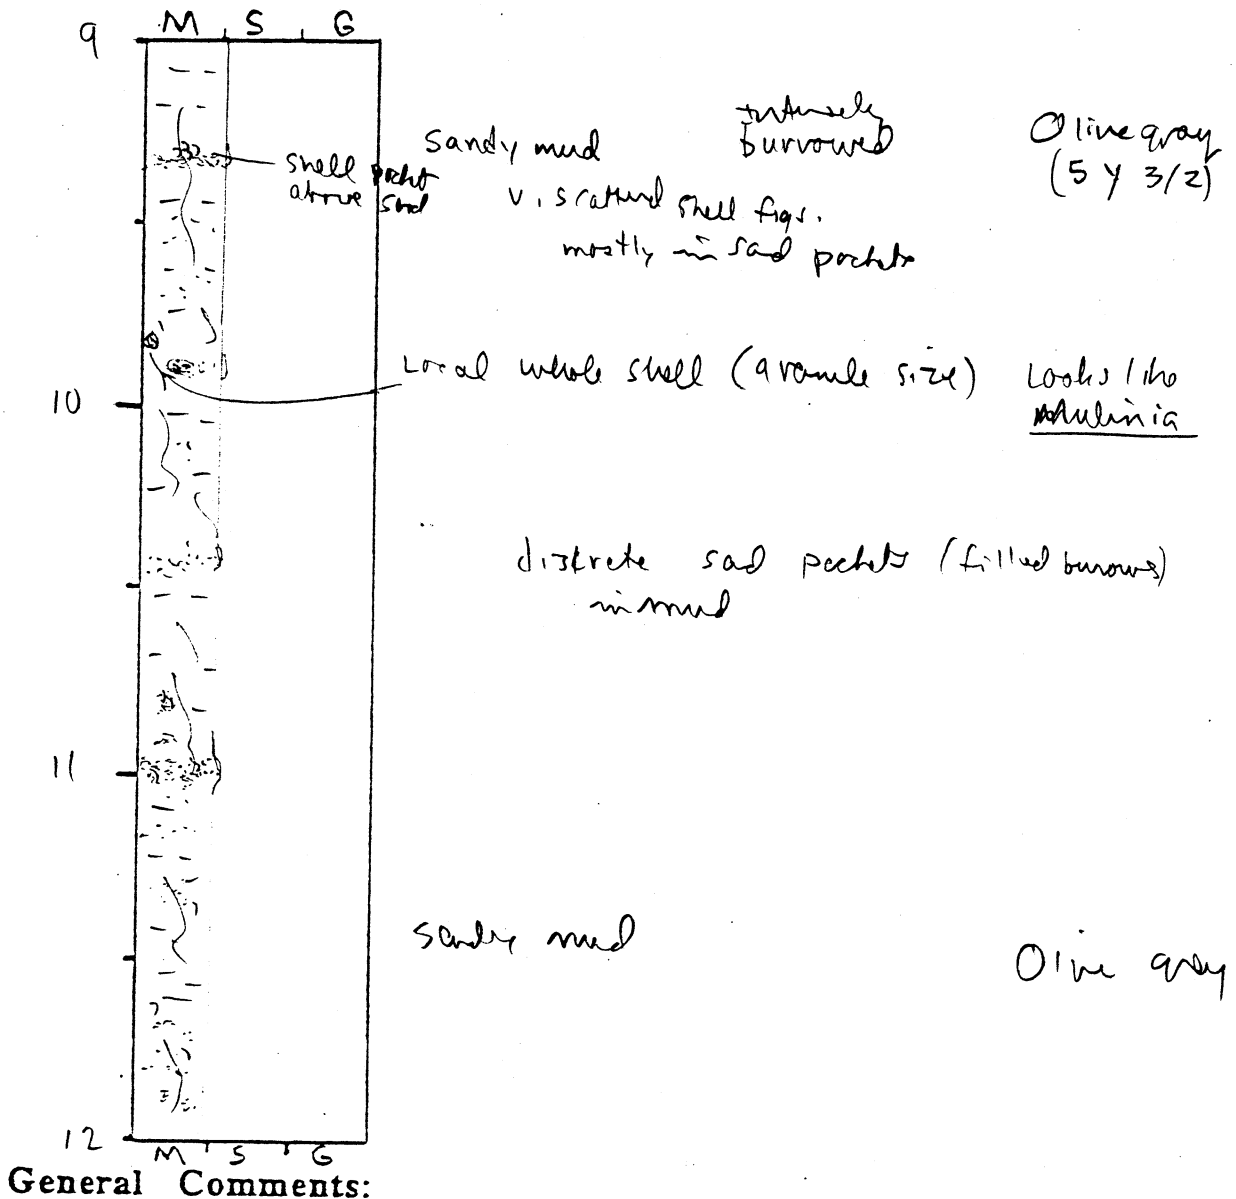 M S G
9
Sandy mud
intensely
burrowed
Olive gray
(5 Y 3/2)
shell pocket
above sand
v. scattered shell figs.
mostly in sand pockets
Local whole shell (granule size)
Looks like
Mulinia
10
diskrete sand pockets (filled burrows)
in mud
11
Sandy mud
Olive gray
12
M S G
General Comments: